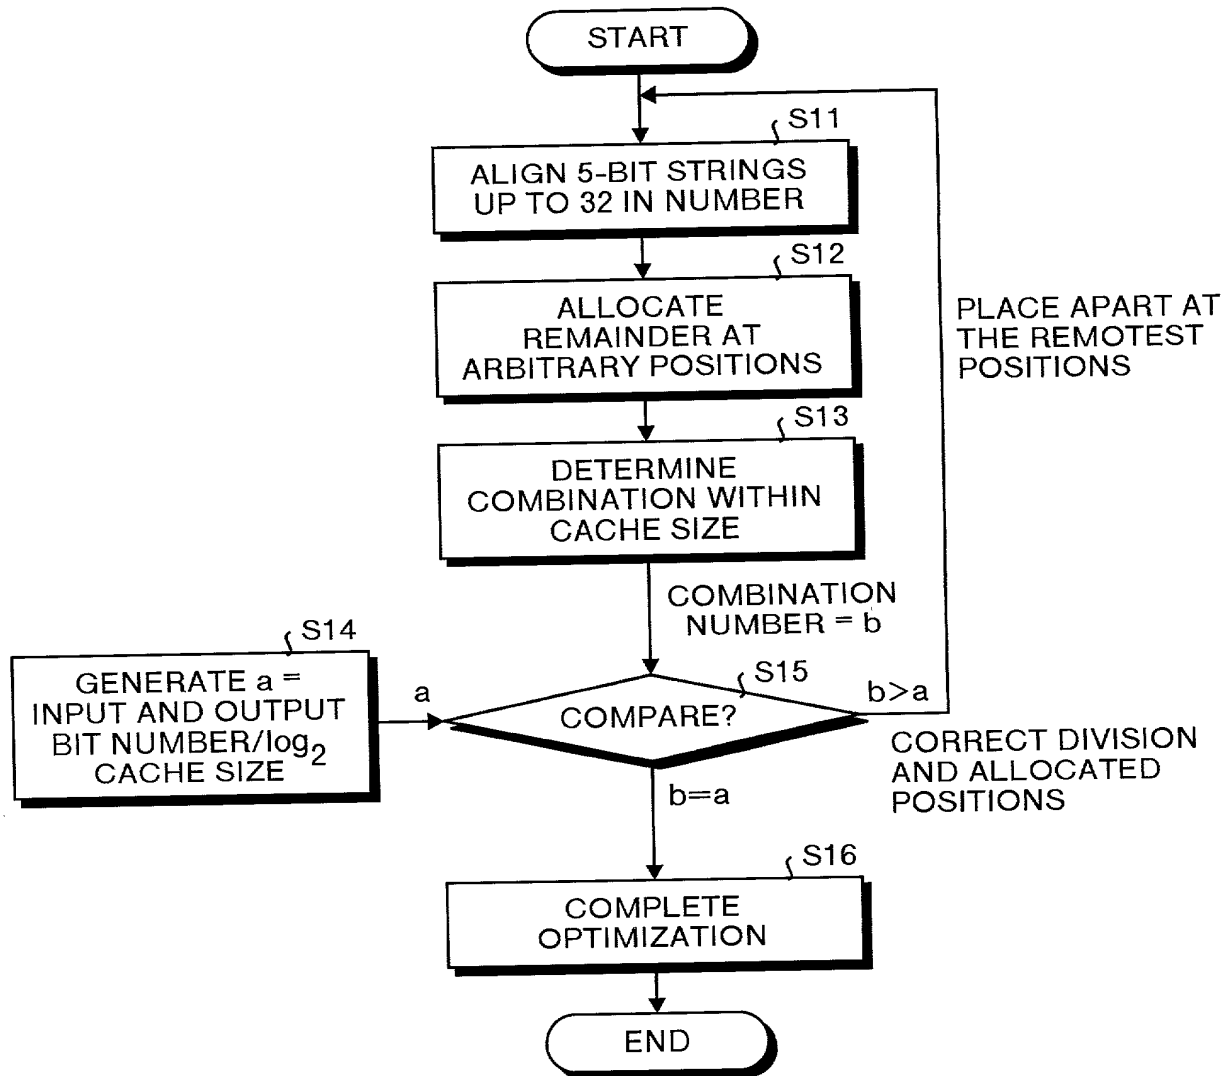 START
S11
ALIGN 5-BIT STRINGS
UP TO 32 IN NUMBER
S12
ALLOCATE
REMAINDER AT
ARBITRARY POSITIONS
PLACE APART AT
THE REMOTEST
POSITIONS
S13
DETERMINE
COMBINATION WITHIN
CACHE SIZE
COMBINATION
NUMBER = b
S14
GENERATE a =
INPUT AND OUTPUT
BIT NUMBER/log2
CACHE SIZE
a
S15
COMPARE?
b>a
CORRECT DIVISION
AND ALLOCATED
POSITIONS
b=a
S16
COMPLETE
OPTIMIZATION
END